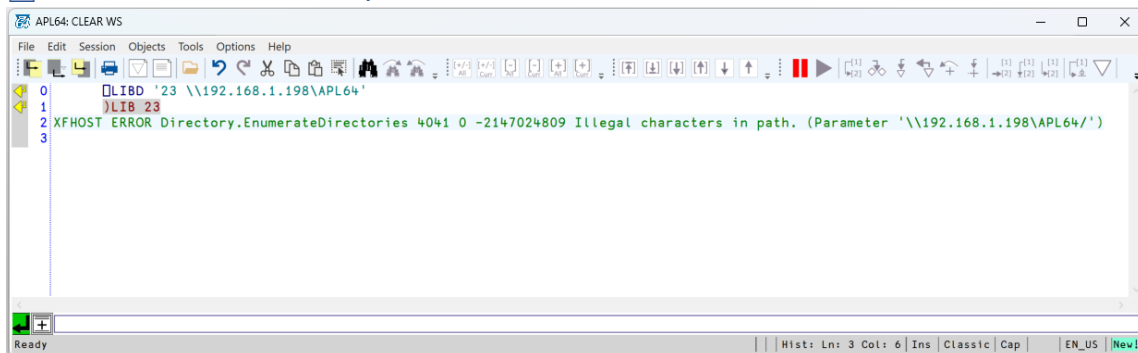 APL64: CLEAR WS
File Edit Session Objects Tools Options Help
0 ⎕LIBD '23 \\192.168.1.198\APL64'
1 )LIB 23
2 XFHOST ERROR Directory.EnumerateDirectories 4041 0 -2147024809 Illegal characters in path. (Parameter '\\192.168.1.198\APL64/')
3
Ready Hist: Ln: 3 Col: 6 Ins Classic Cap EN_US New!